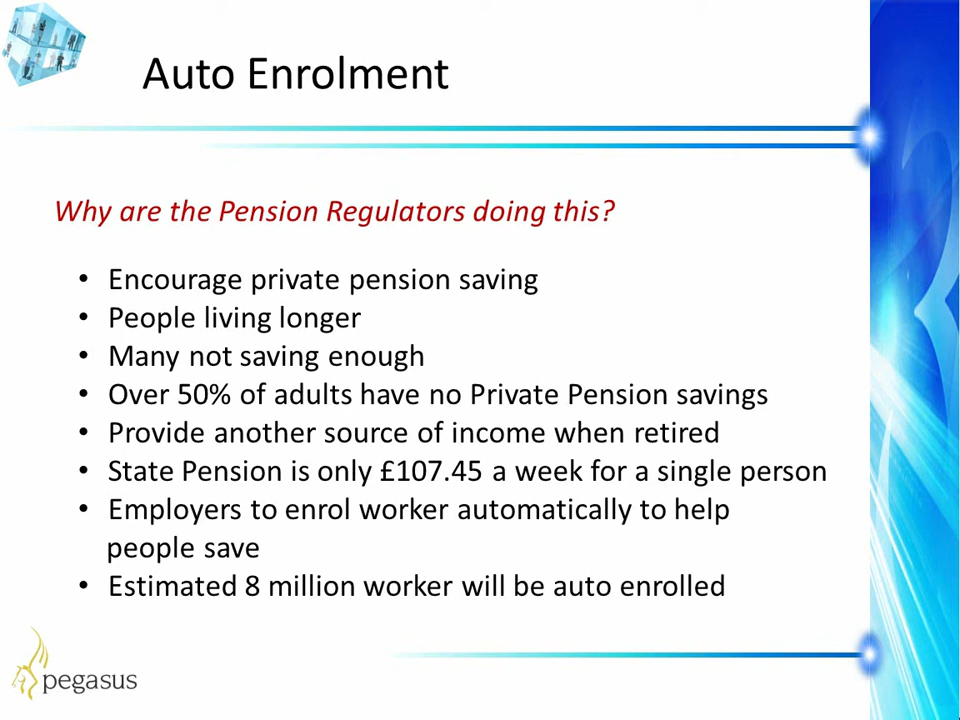 Auto Enrolment
Why are the Pension Regulators doing this?
• Encourage private pension saving
• People living longer
• Many not saving enough
• Over 50% of adults have no Private Pension savings
• Provide another source of income when retired
• State Pension is only £107.45 a week for a single person
• Employers to enrol worker automatically to help
people save
• Estimated 8 million worker will be auto enrolled
pegasus